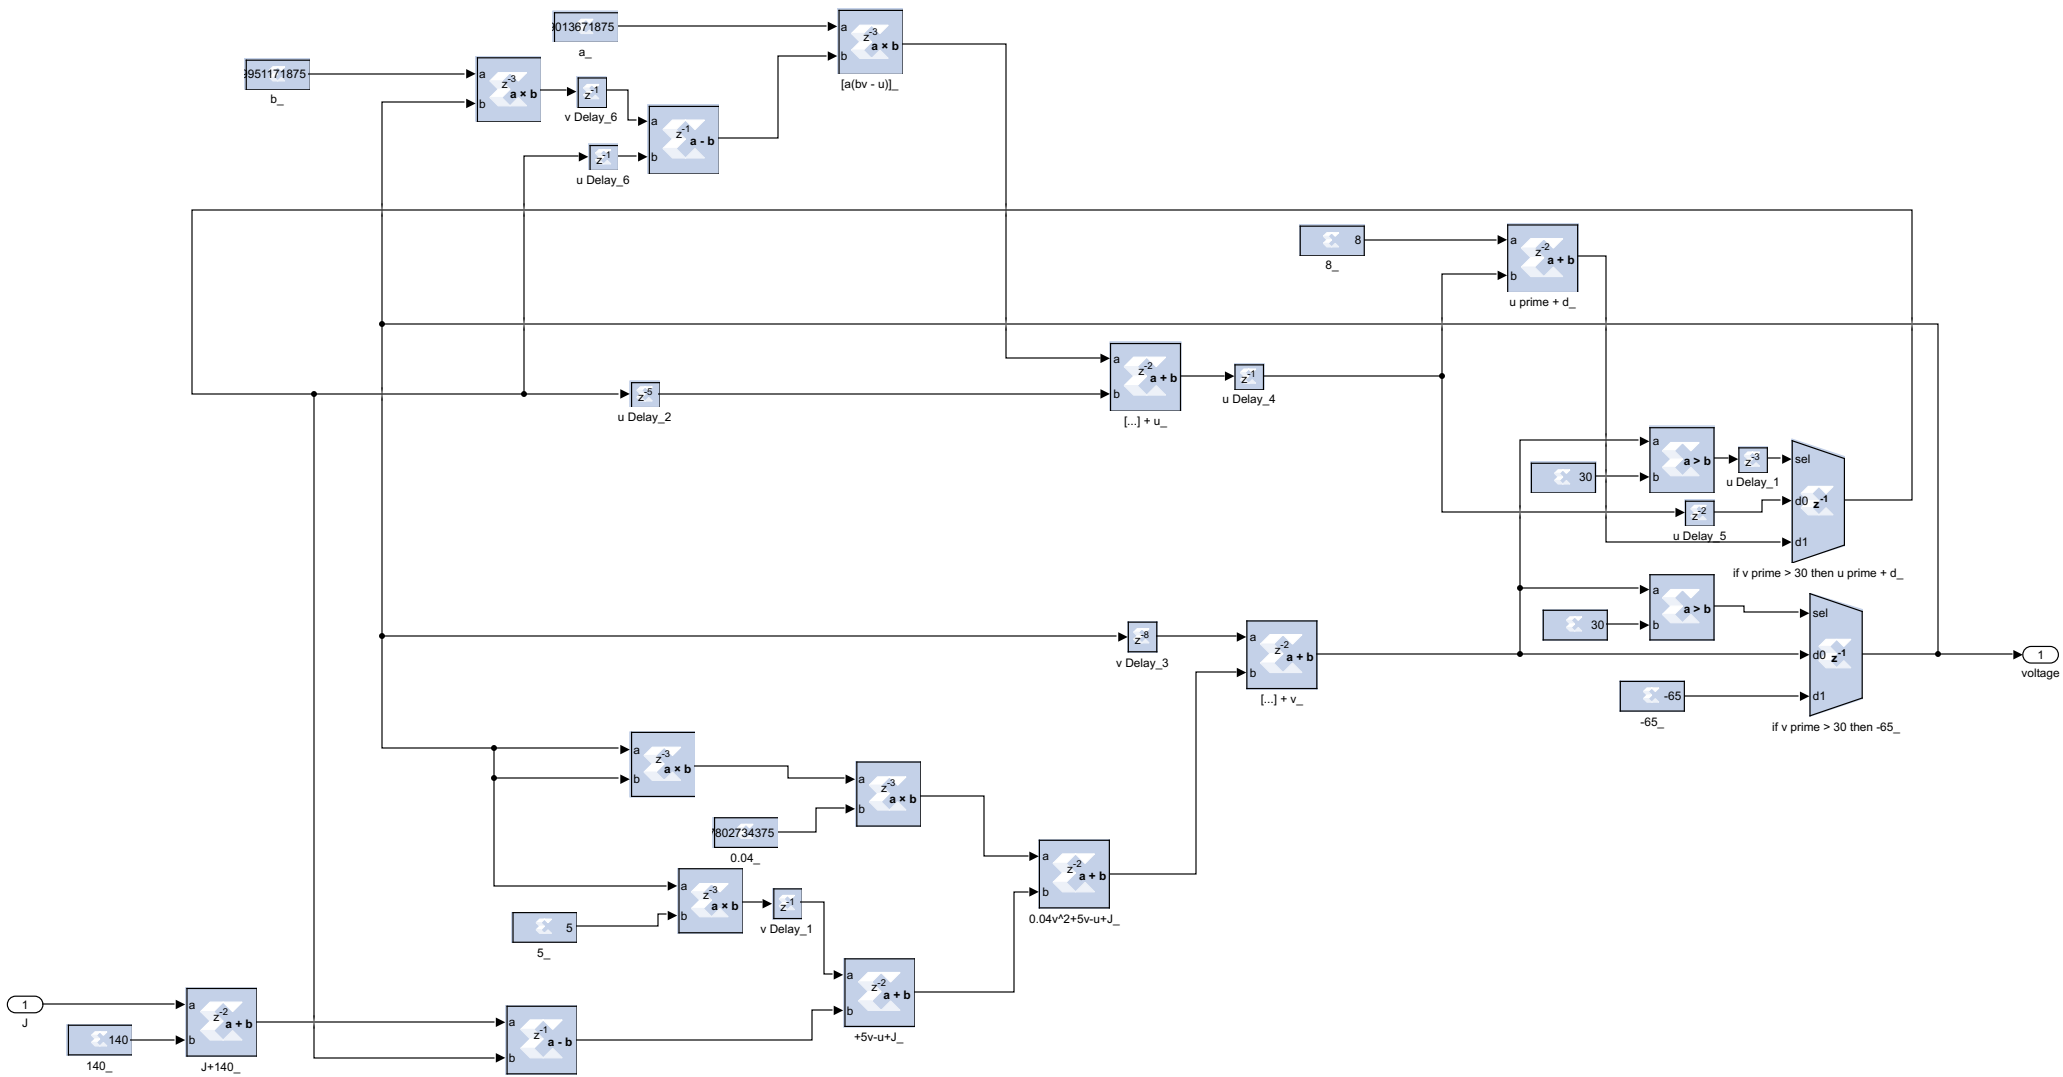 0013671875
a
z-3
a × b
b
a_
[a(bv - u)]_
9951171875
b_
a
z-3
a × b
b
z-1
v Delay_6
a
z-1
a - b
b
z-1
u Delay_6
8
8_
a
z-2
a + b
b
u prime + d_
z-5
u Delay_2
a
z-2
a + b
b
[...] + u_
z-1
u Delay_4
a
a > b
b
30
z-3
u Delay_1
z-2
u Delay_5
sel
d0
z-1
d1
if v prime > 30 then u prime + d_
a
a > b
b
30
sel
d0
z-1
d1
-65
-65_
if v prime > 30 then -65_
1
voltage
z-8
v Delay_3
a
z-2
a + b
b
[...] + v_
a
z-3
a × b
b
a
z-3
a × b
b
7802734375
0.04_
a
z-3
a × b
b
5
5_
z-1
v Delay_1
a
z-2
a + b
b
0.04v^2+5v-u+J_
a
z-2
a + b
b
+5v-u+J_
1
J
140
140_
a
z-2
a + b
b
J+140_
a
z-1
a - b
b